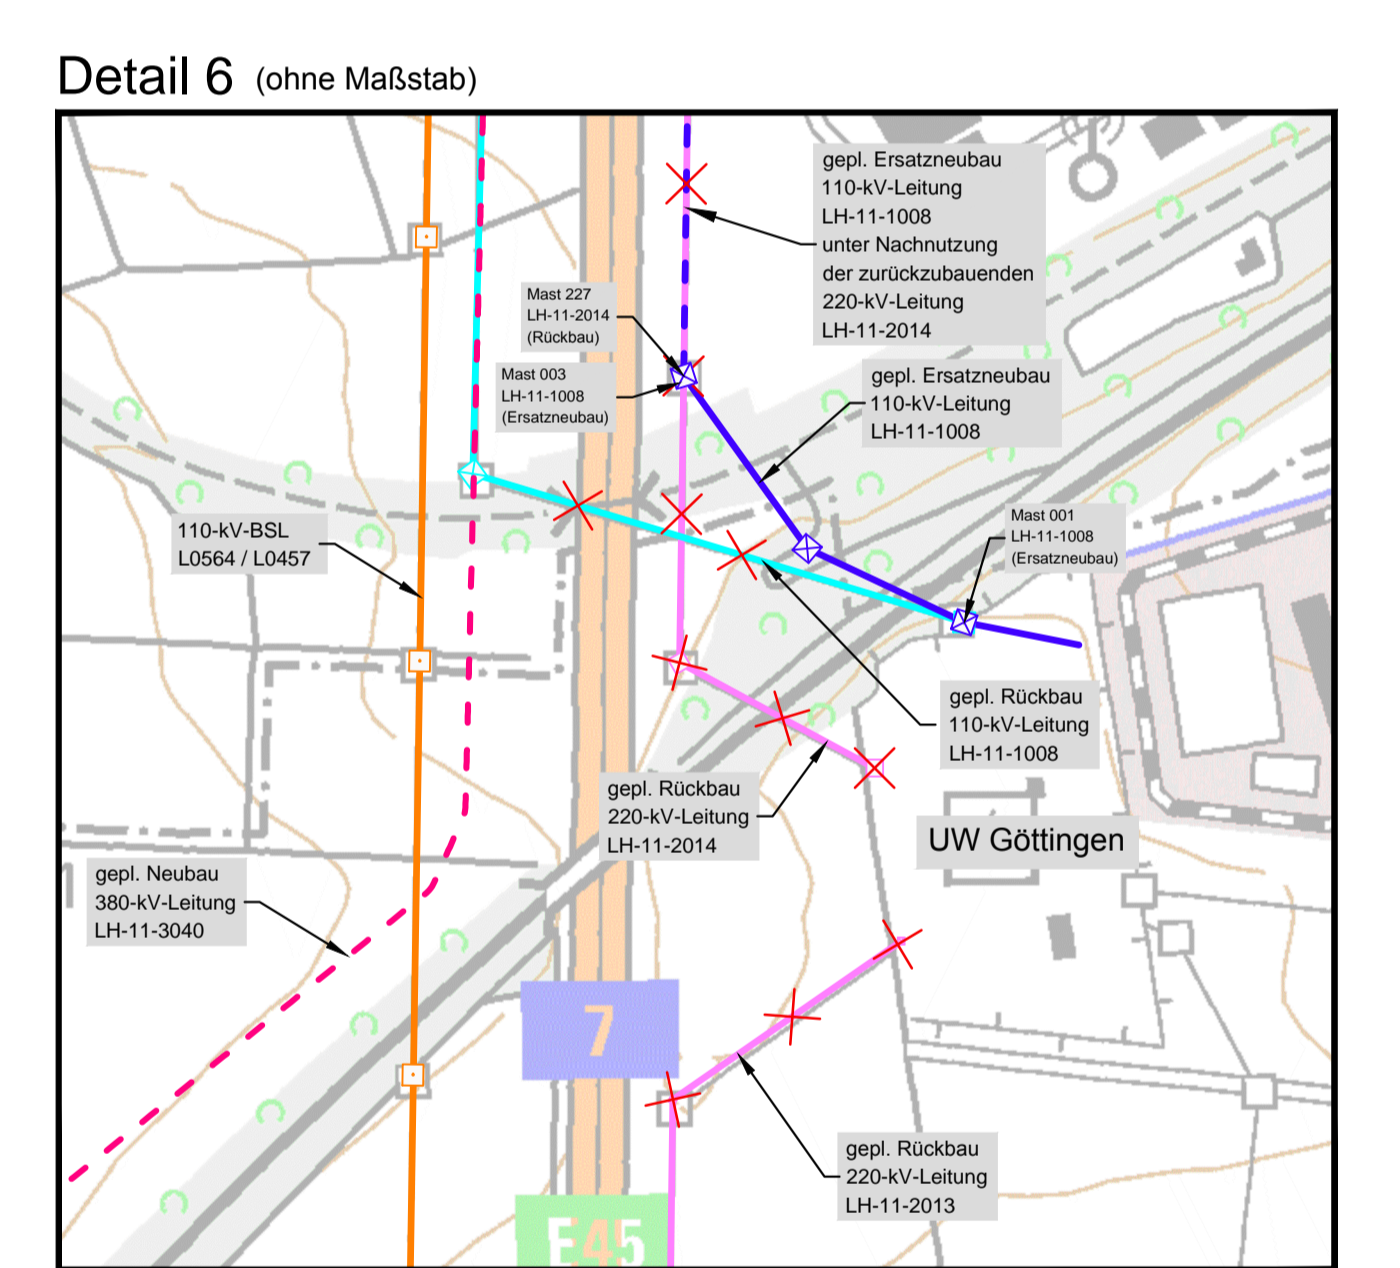 Detail 6 (ohne Maßstab)
gepl. Ersatzneubau
110-kV-Leitung
LH-11-1008
unter Nachnutzung
der zurückzubauenden
220-kV-Leitung
LH-11-2014
Mast 227
LH-11-2014
(Rückbau)
Mast 003
LH-11-1008
(Ersatzneubau)
gepl. Ersatzneubau
110-kV-Leitung
LH-11-1008
110-kV-BSL
L0564 / L0457
Mast 001
LH-11-1008
(Ersatzneubau)
gepl. Rückbau
110-kV-Leitung
LH-11-1008
gepl. Rückbau
220-kV-Leitung
LH-11-2014
UW Göttingen
gepl. Neubau
380-kV-Leitung
LH-11-3040
7
gepl. Rückbau
220-kV-Leitung
LH-11-2013
E45